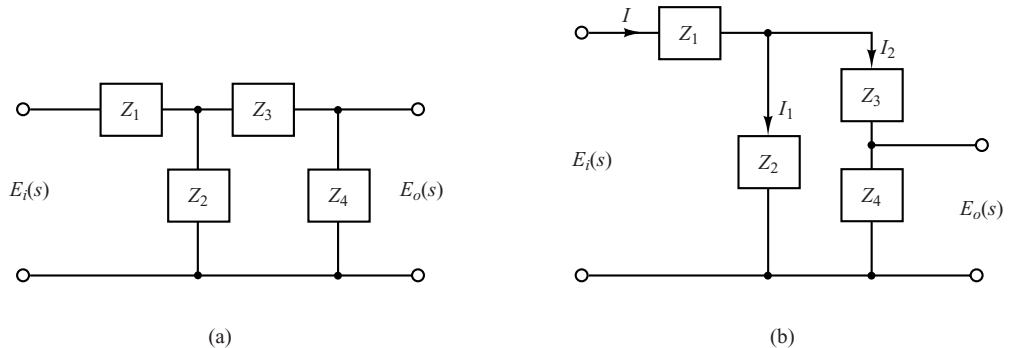 Z1
Z3
Ei(s)
Z2
Z4
Eo(s)
(a)
I
Z1
I2
Z3
I1
Ei(s)
Z2
Z4
Eo(s)
(b)